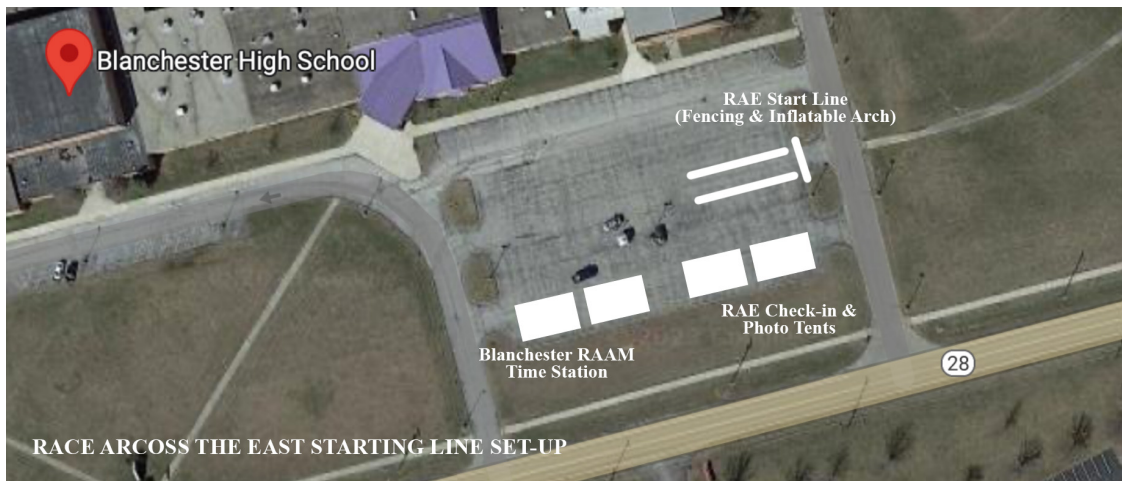 Blanchester High School
RAE Start Line
(Fencing & Inflatable Arch)
RAE Check-in &
Photo Tents
Blanchester RAAM
Time Station
28
RACE ARCOSS THE EAST STARTING LINE SET-UP